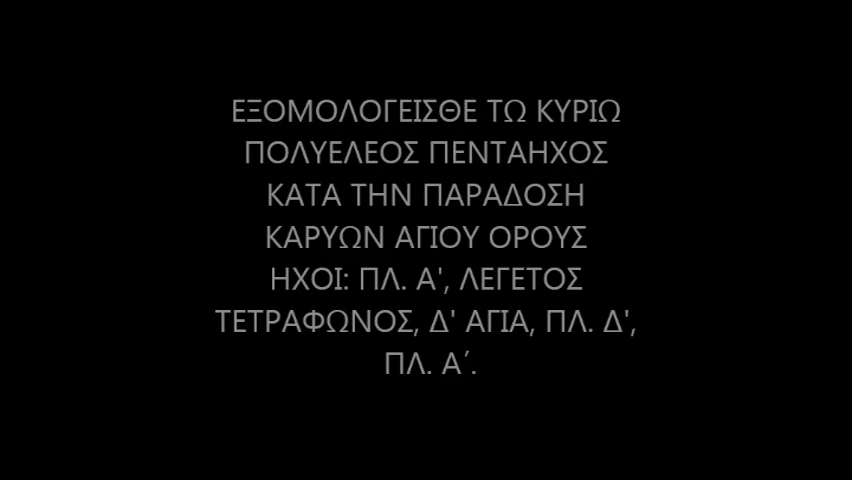 ΕΞΟΜΟΛΟΓΕΙΣΘΕ ΤΩ ΚΥΡΙΩ
ΠΟΛΥΕΛΕΟΣ ΠΕΝΤΑΗΧΟΣ
ΚΑΤΑ ΤΗΝ ΠΑΡΑΔΟΣΗ
ΚΑΡΥΩΝ ΑΓΙΟΥ ΟΡΟΥΣ
ΗΧΟΙ: ΠΛ. Α', ΛΕΓΕΤΟΣ
ΤΕΤΡΑΦΩΝΟΣ, Δ' ΑΓΙΑ, ΠΛ. Δ',
ΠΛ. Α΄.